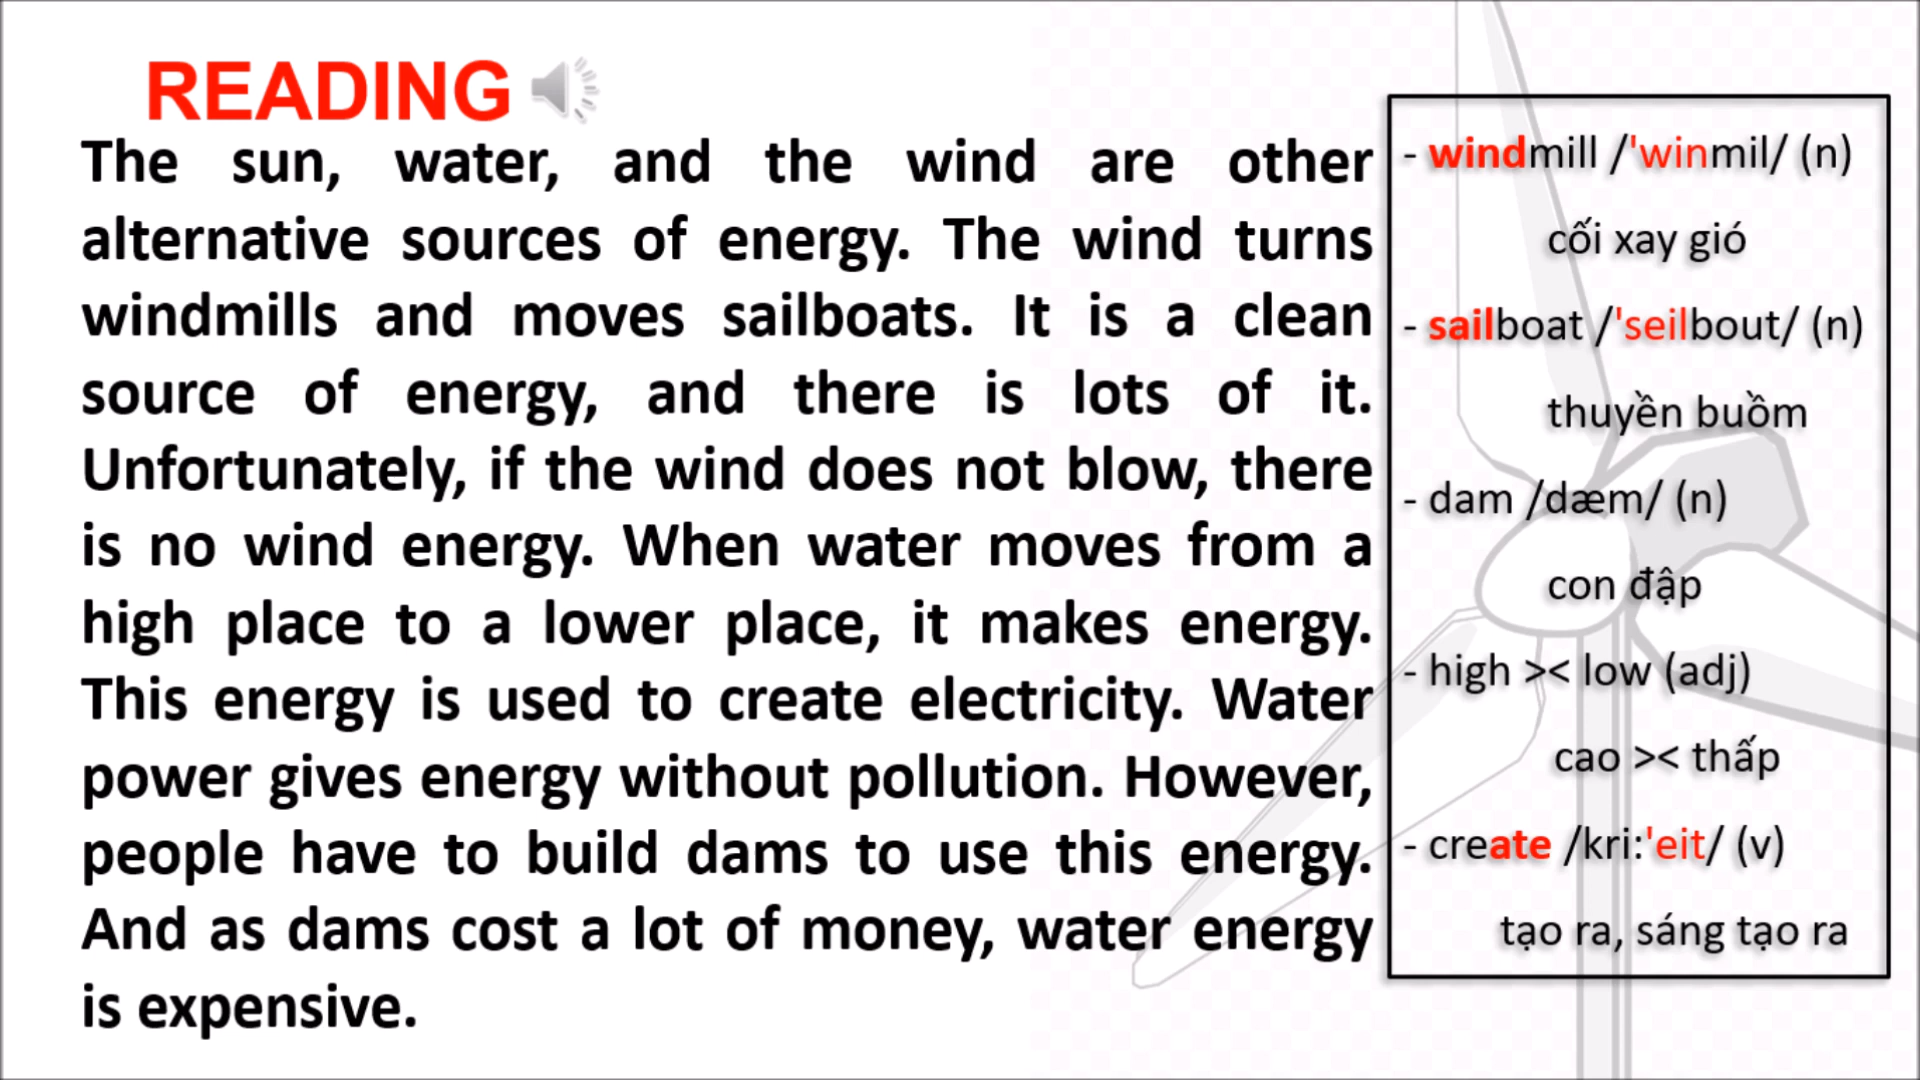 READING
The sun, water, and the wind are other
alternative sources of energy. The wind turns
windmills and moves sailboats. It is a clean
source of energy, and there is lots of it.
Unfortunately, if the wind does not blow, there
is no wind energy. When water moves from a
high place to a lower place, it makes energy.
This energy is used to create electricity. Water
power gives energy without pollution. However,
people have to build dams to use this energy.
And as dams cost a lot of money, water energy
is expensive.
- windmill /'winmil/ (n)
cối xay gió
- sailboat /'seilbout/ (n)
thuyền buồm
- dam /dæm/ (n)
con đập
- high >< low (adj)
cao >< thấp
- create /kri:'eit/ (v)
tạo ra, sáng tạo ra